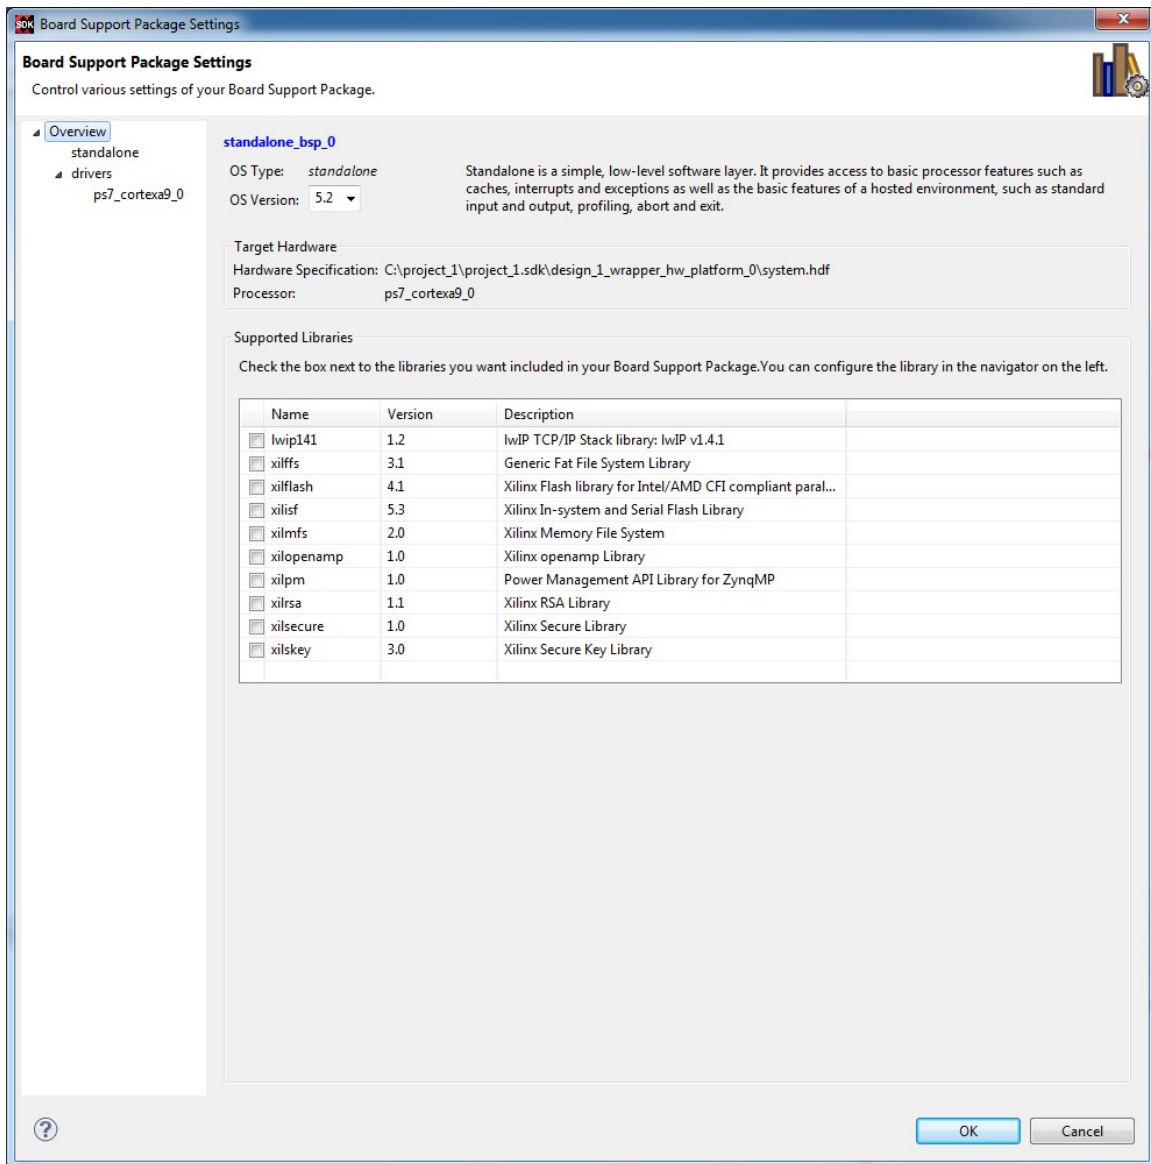 SDK Board Support Package Settings
Board Support Package Settings
Control various settings of your Board Support Package.
Overview
standalone
drivers
ps7_cortexa9_0
standalone_bsp_0
OS Type: standalone
OS Version: 5.2
Standalone is a simple, low-level software layer. It provides access to basic processor features such as
caches, interrupts and exceptions as well as the basic features of a hosted environment, such as standard
input and output, profiling, abort and exit.
Target Hardware
Hardware Specification: C:\project_1\project_1.sdk\design_1_wrapper_hw_platform_0\system.hdf
Processor: ps7_cortexa9_0
Supported Libraries
Check the box next to the libraries you want included in your Board Support Package.You can configure the library in the navigator on the left.
Name Version Description
lwip141 1.2 lwIP TCP/IP Stack library: lwIP v1.4.1
xilffs 3.1 Generic Fat File System Library
xilflash 4.1 Xilinx Flash library for Intel/AMD CFI compliant paral...
xilisf 5.3 Xilinx In-system and Serial Flash Library
xilmfs 2.0 Xilinx Memory File System
xilopenamp 1.0 Xilinx openamp Library
xilpm 1.0 Power Management API Library for ZynqMP
xilrsa 1.1 Xilinx RSA Library
xilsecure 1.0 Xilinx Secure Library
xilskey 3.0 Xilinx Secure Key Library
?
OK Cancel